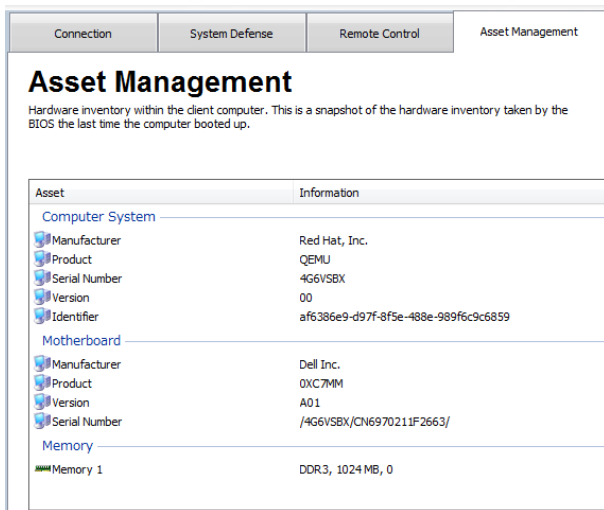 Connection System Defense Remote Control Asset Management
Asset Management
Hardware inventory within the client computer. This is a snapshot of the hardware inventory taken by the
BIOS the last time the computer booted up.
Asset Information
Computer System
Manufacturer Red Hat, Inc.
Product QEMU
Serial Number 4G6VSBX
Version 00
Identifier af6386e9-d97f-8f5e-488e-989f6c9c6859
Motherboard
Manufacturer Dell Inc.
Product 0XC7MM
Version A01
Serial Number /4G6VSBX/CN6970211F2663/
Memory
Memory 1 DDR3, 1024 MB, 0